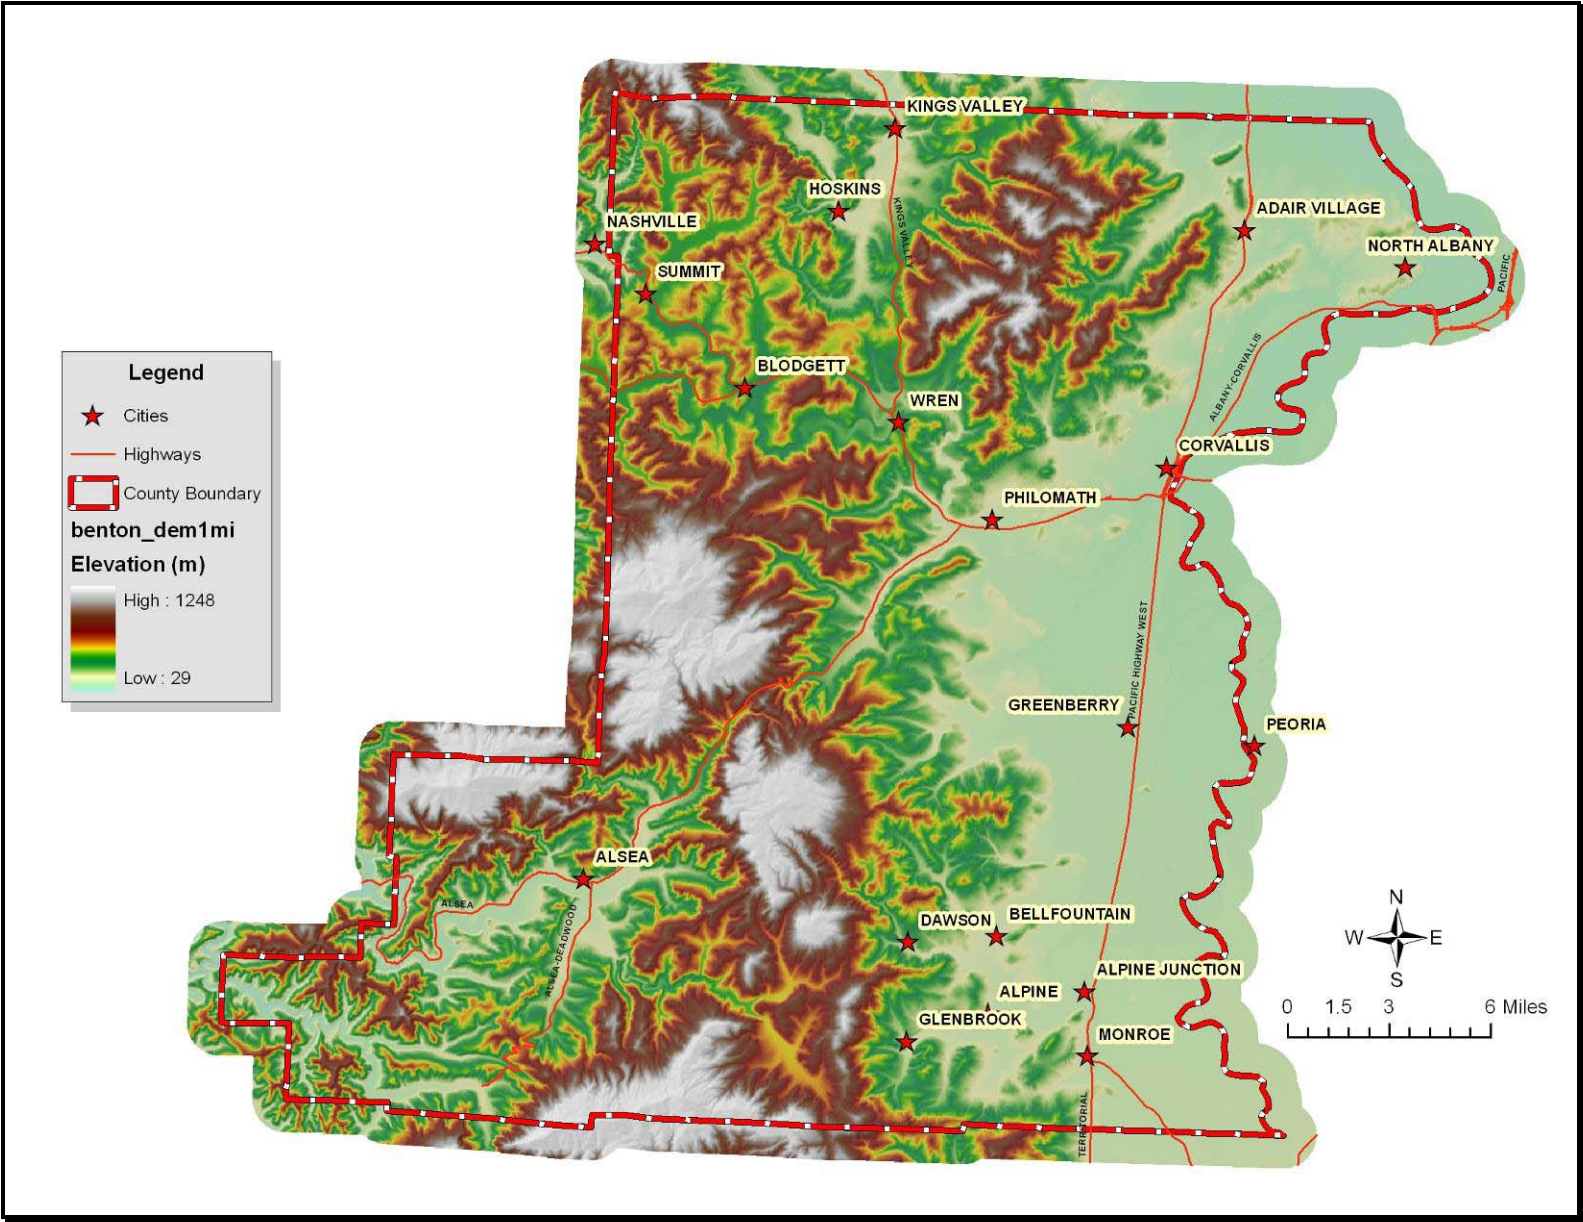 KINGS VALLEY
HOSKINS
KINGS VALLEY
ADAIR VILLAGE
NASHVILLE
NORTH ALBANY
SUMMIT
PACIFIC
BLODGETT
ALBANY-CORVALLIS
WREN
CORVALLIS
PHILOMATH
Legend
Cities
Highways
County Boundary
benton_dem1mi
Elevation (m)
High : 1248
Low : 29
PACIFIC HIGHWAY WEST
GREENBERRY
PEORIA
ALSEA
ALSEA
ALSEA-DEADWOOD
DAWSON
BELLFOUNTAIN
ALPINE JUNCTION
ALPINE
GLENBROOK
MONROE
TERRITORIAL
N
W E
S
0 1.5 3 6 Miles